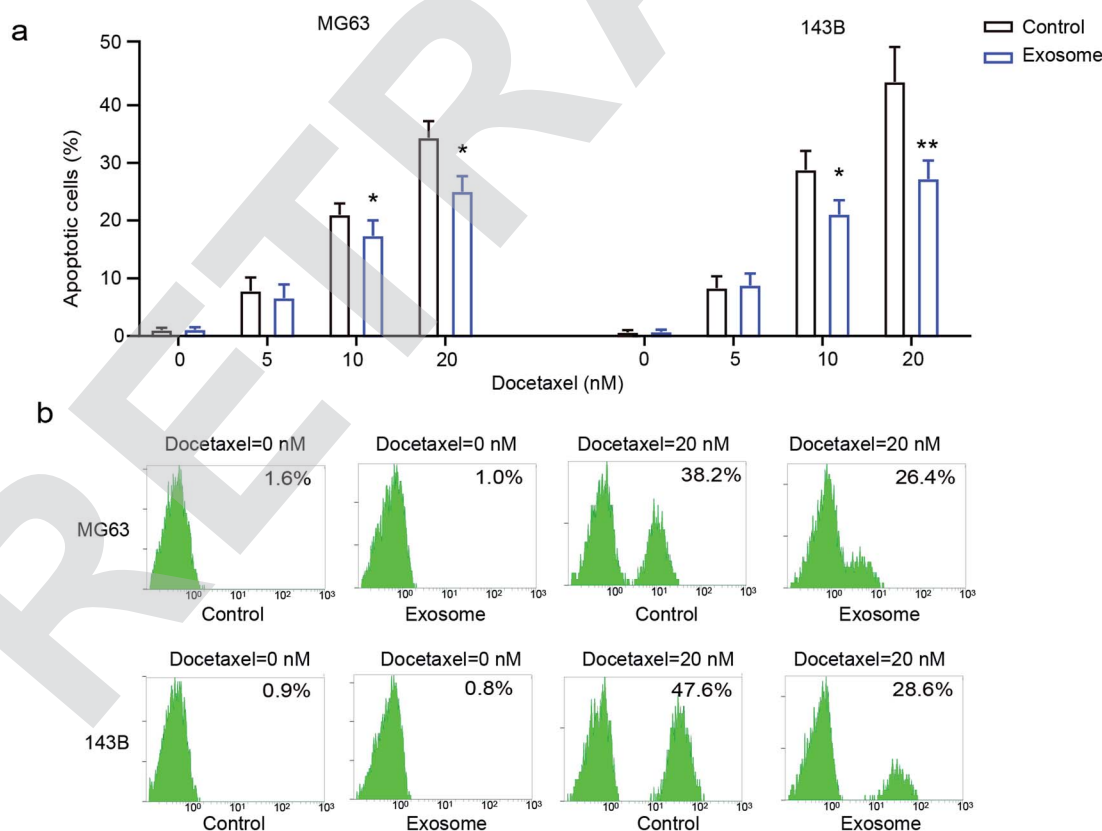 a
MG63
143B
Control
Exosome
Apoptotic cells (%)
50
40
30
20
10
0
* * * **
0 5 10 20 0 5 10 20
Docetaxel (nM)
b
Docetaxel=0 nM Docetaxel=0 nM Docetaxel=20 nM Docetaxel=20 nM
1.6% 1.0% 38.2% 26.4%
MG63
10⁰ 10¹ 10² 10³ 10⁰ 10¹ 10² 10³ 10⁰ 10¹ 10² 10³ 10⁰ 10¹ 10² 10³
Control Exosome Control Exosome
Docetaxel=0 nM Docetaxel=0 nM Docetaxel=20 nM Docetaxel=20 nM
0.9% 0.8% 47.6% 28.6%
143B
10⁰ 10¹ 10² 10³ 10⁰ 10¹ 10² 10³ 10⁰ 10¹ 10² 10³ 10⁰ 10¹ 10² 10³
Control Exosome Control Exosome
RETRA